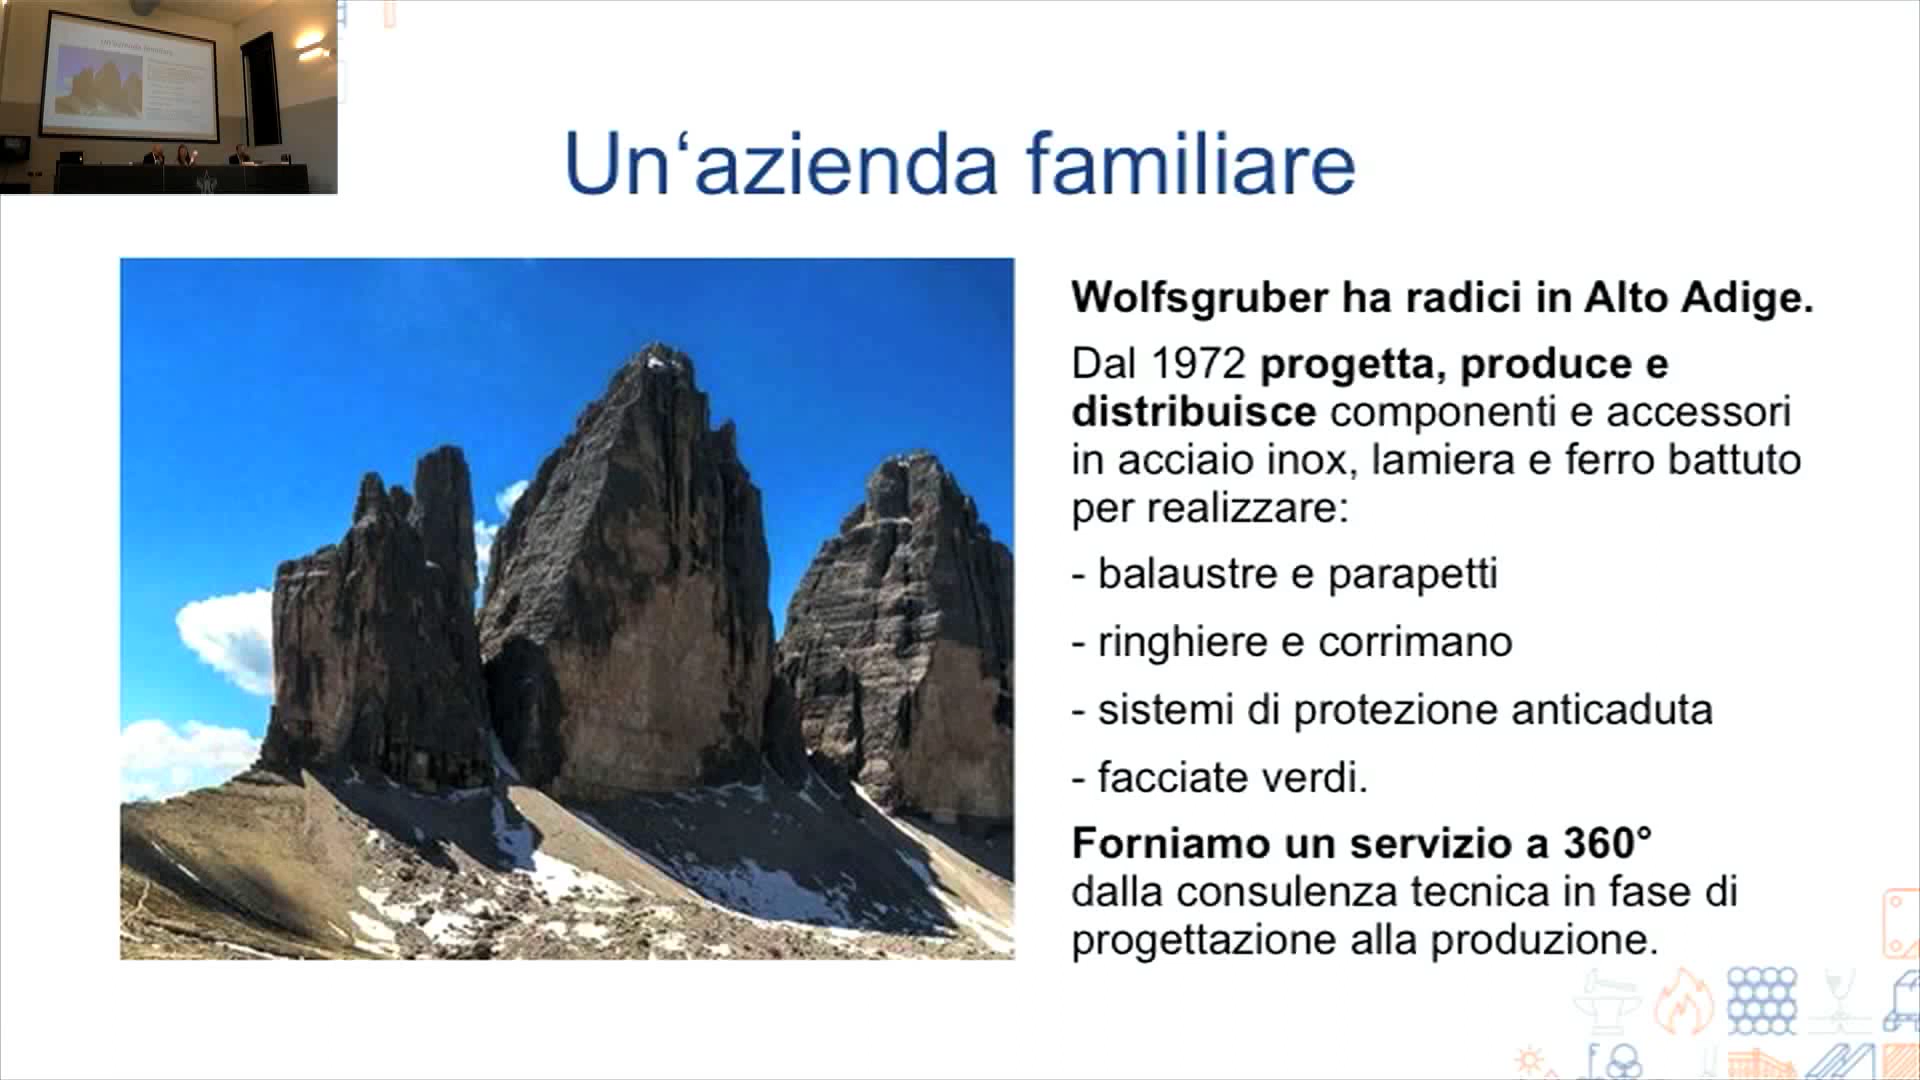 Un‘azienda familiare
Wolfsgruber ha radici in Alto Adige.
Dal 1972 progetta, produce e
distribuisce componenti e accessori
in acciaio inox, lamiera e ferro battuto
per realizzare:
- balaustre e parapetti
- ringhiere e corrimano
- sistemi di protezione anticaduta
- facciate verdi.
Forniamo un servizio a 360°
dalla consulenza tecnica in fase di
progettazione alla produzione.